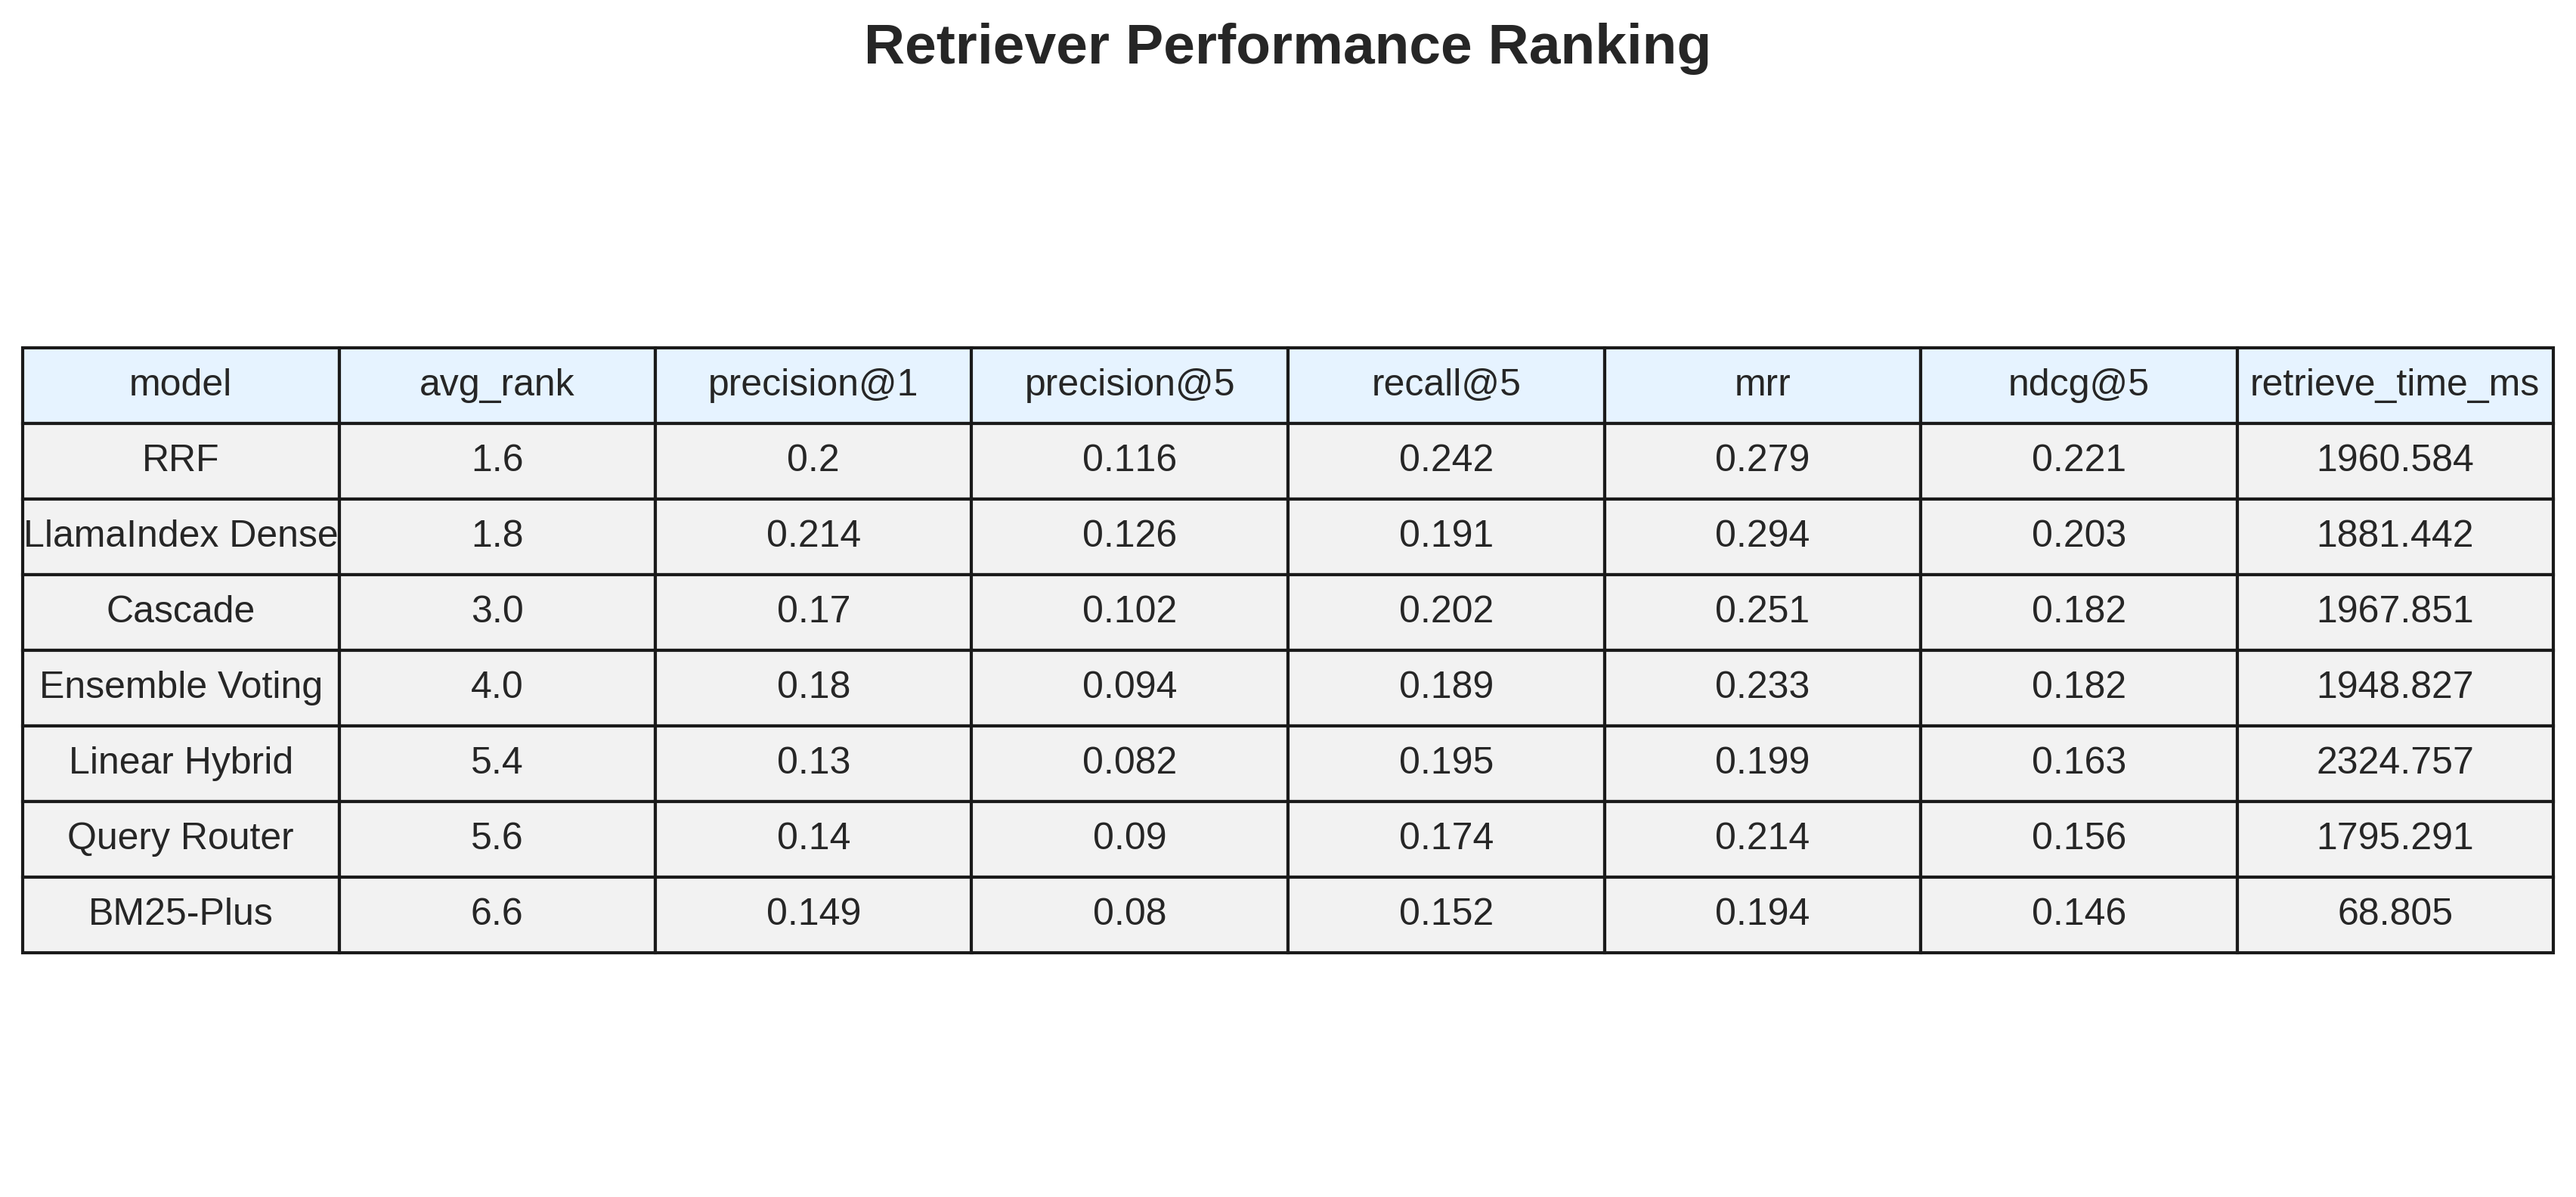 Retriever Performance Ranking
model avg_rank precision@1 precision@5 recall@5 mrr ndcg@5 retrieve_time_ms
RRF 1.6 0.2 0.116 0.242 0.279 0.221 1960.584
LlamaIndex Dense 1.8 0.214 0.126 0.191 0.294 0.203 1881.442
Cascade 3.0 0.17 0.102 0.202 0.251 0.182 1967.851
Ensemble Voting 4.0 0.18 0.094 0.189 0.233 0.182 1948.827
Linear Hybrid 5.4 0.13 0.082 0.195 0.199 0.163 2324.757
Query Router 5.6 0.14 0.09 0.174 0.214 0.156 1795.291
BM25-Plus 6.6 0.149 0.08 0.152 0.194 0.146 68.805